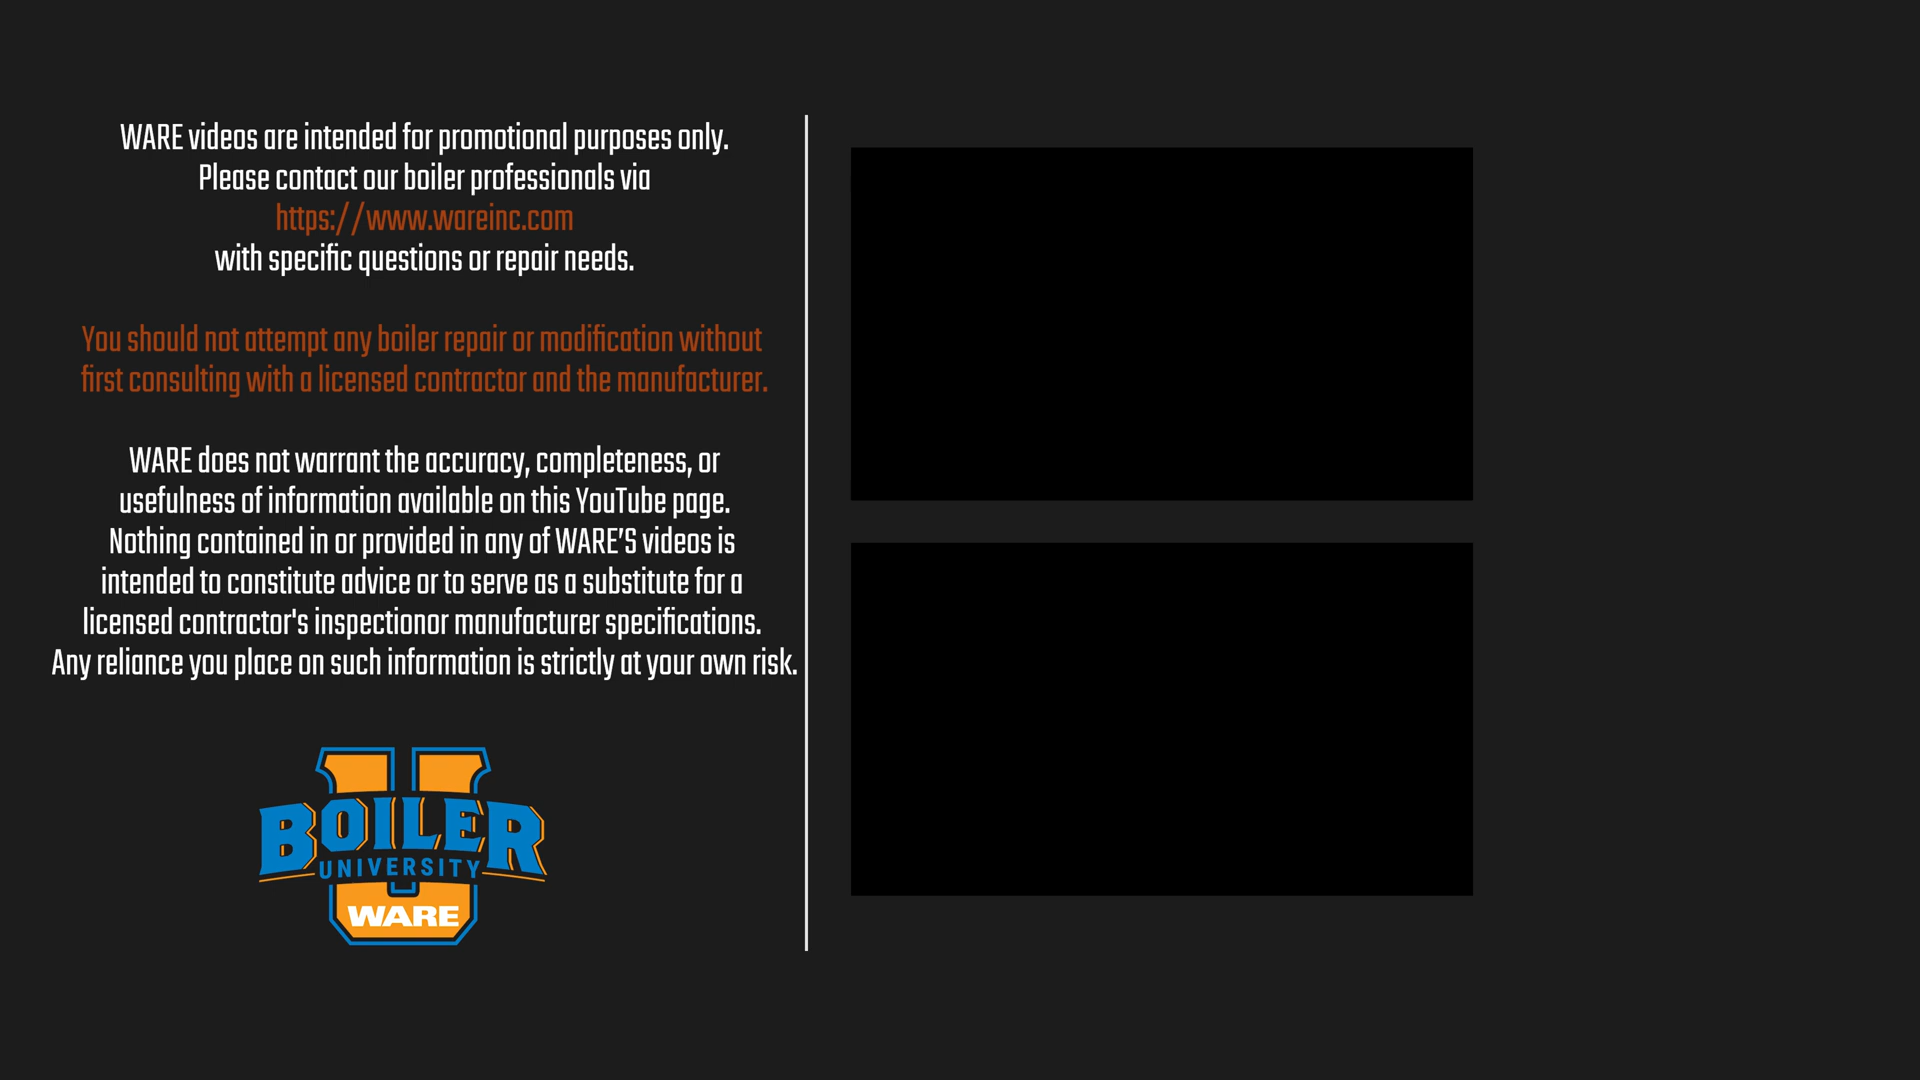 WARE videos are intended for promotional purposes only.
Please contact our boiler professionals via
https://www.wareinc.com
with specific questions or repair needs.
You should not attempt any boiler repair or modification without
first consulting with a licensed contractor and the manufacturer.
WARE does not warrant the accuracy, completeness, or
usefulness of information available on this YouTube page.
Nothing contained in or provided in any of WARE'S videos is
intended to constitute advice or to serve as a substitute for a
licensed contractor's inspectionor manufacturer specifications.
Any reliance you place on such information is strictly at your own risk.
U
BOILER
UNIVERSITY
WARE